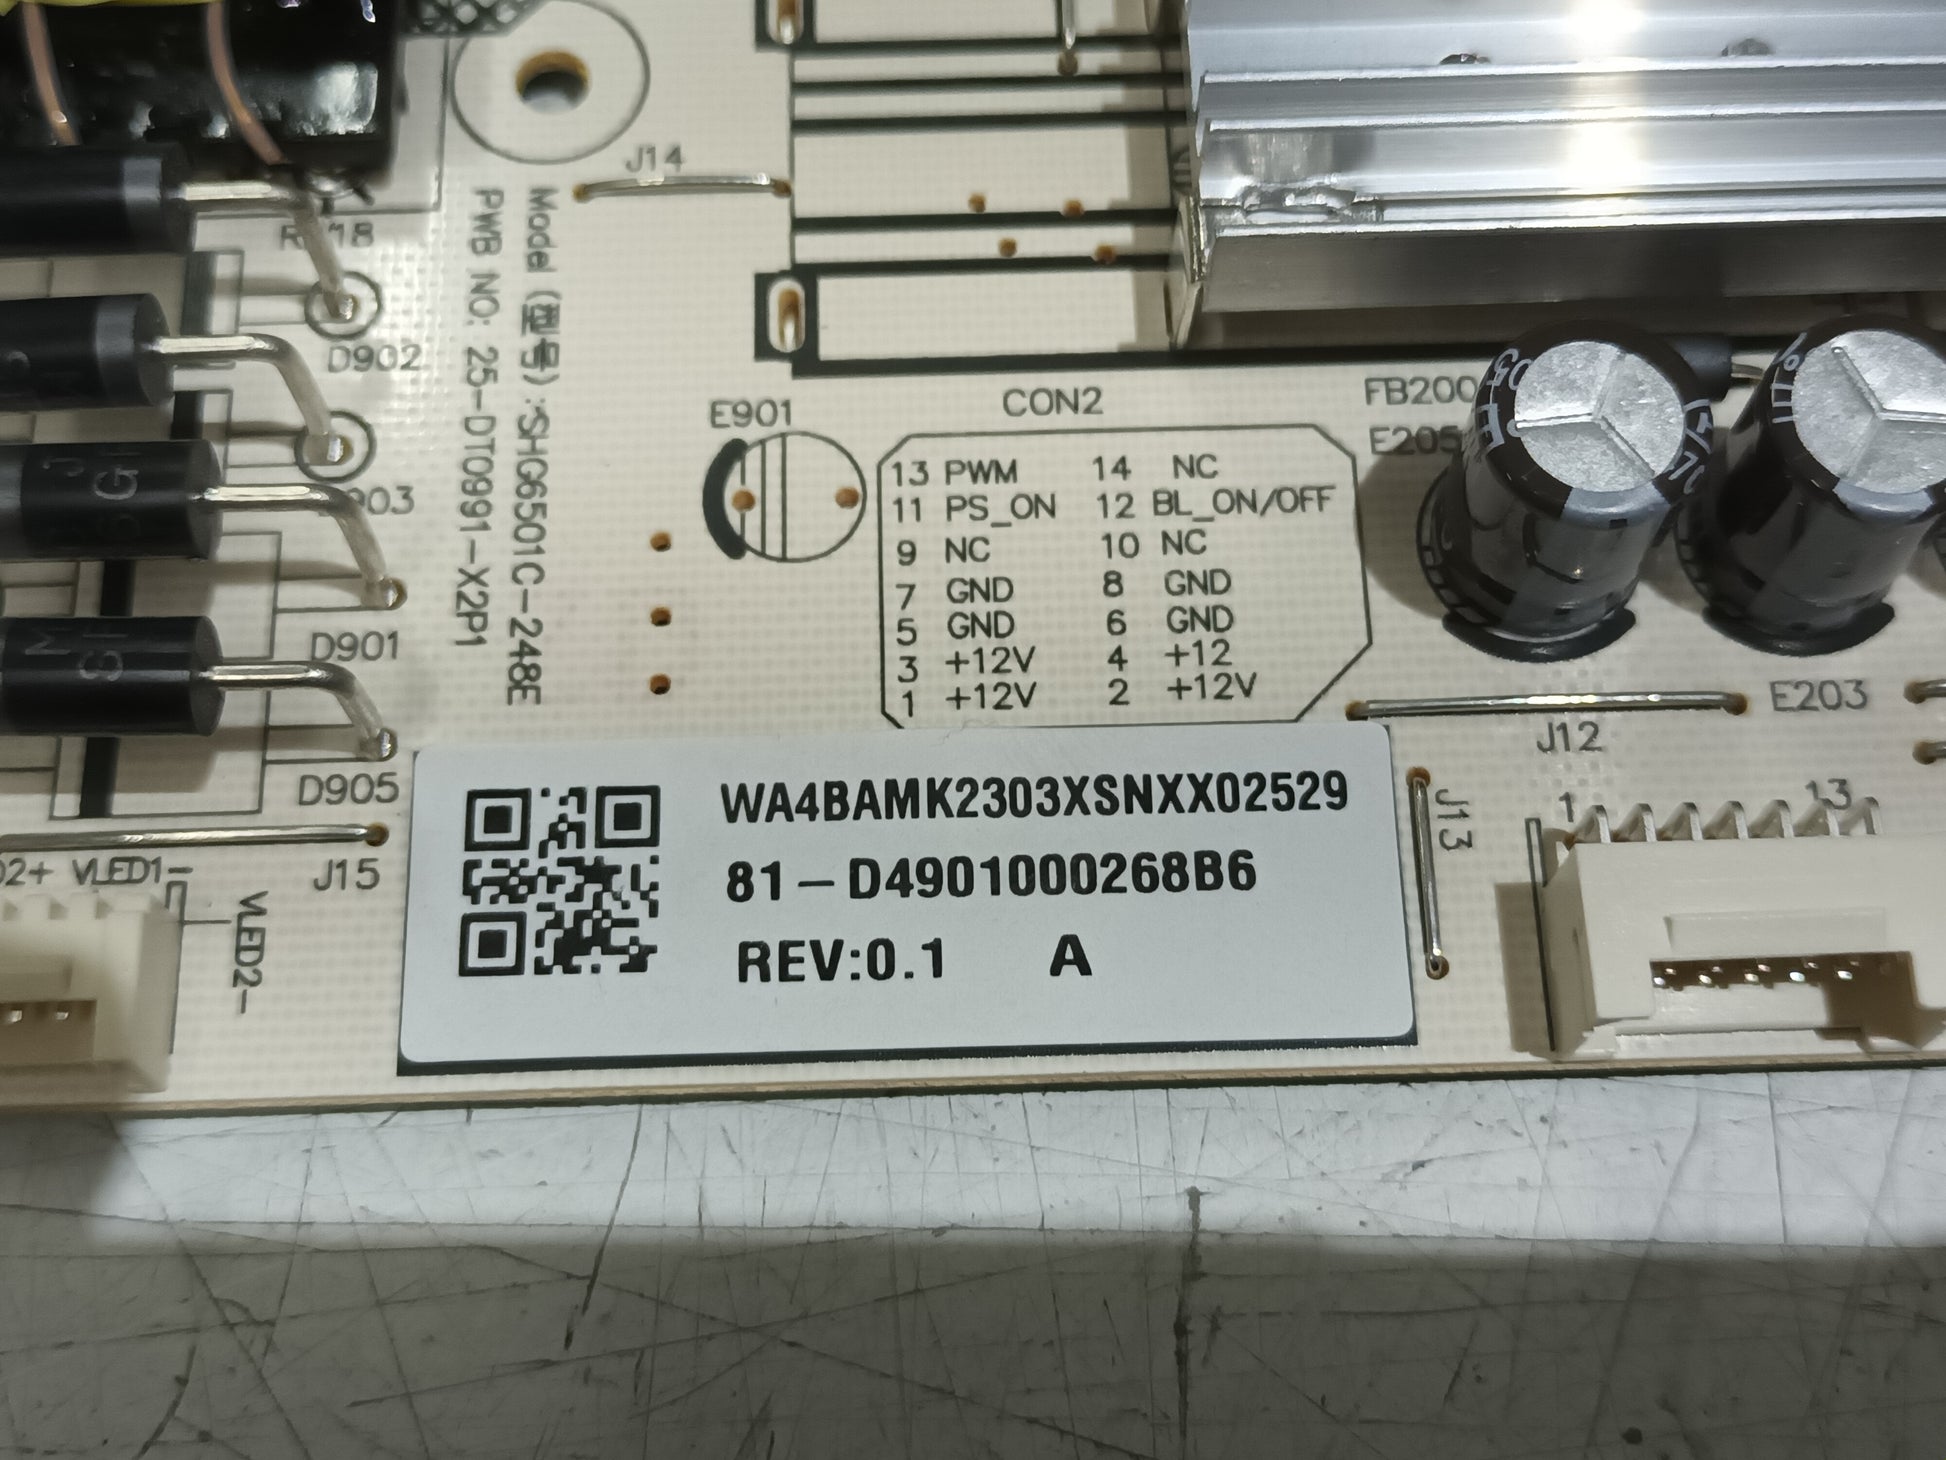 J14
Model (型号):SHG6501C-248E
PWB NO: 25-DT0991-X2P1
D902
CON2
FB200
E901
E205
13 PWM 14 NC
11 PS_ON 12 BL_ON/OFF
9 NC 10 NC
7 GND 8 GND
5 GND 6 GND
3 +12V 4 +12
1 +12V 2 +12V
D901
E203
J12
D905
WA4BAMK2303XSNXX02529
81-D4901000268B6
REV:0.1 A
J13
1 13
VLED1-
J15
VLED2-